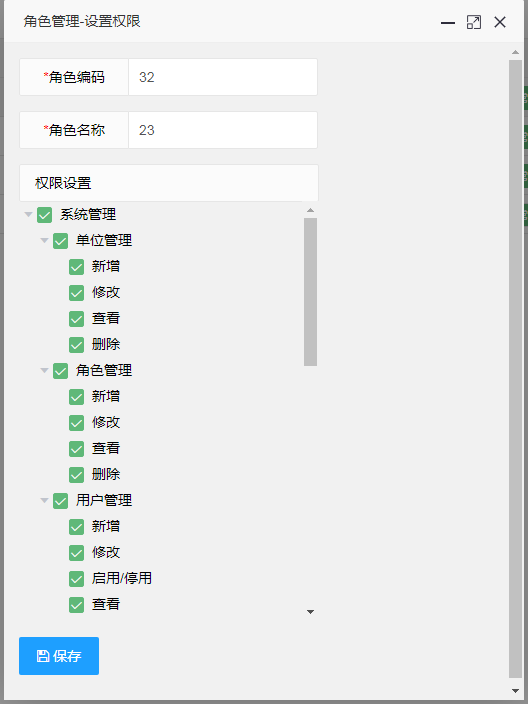 角色管理-设置权限
*角色编码 32
*角色名称 23
权限设置
系统管理
单位管理
新增
修改
查看
删除
角色管理
新增
修改
查看
删除
用户管理
新增
修改
启用/停用
查看
保存